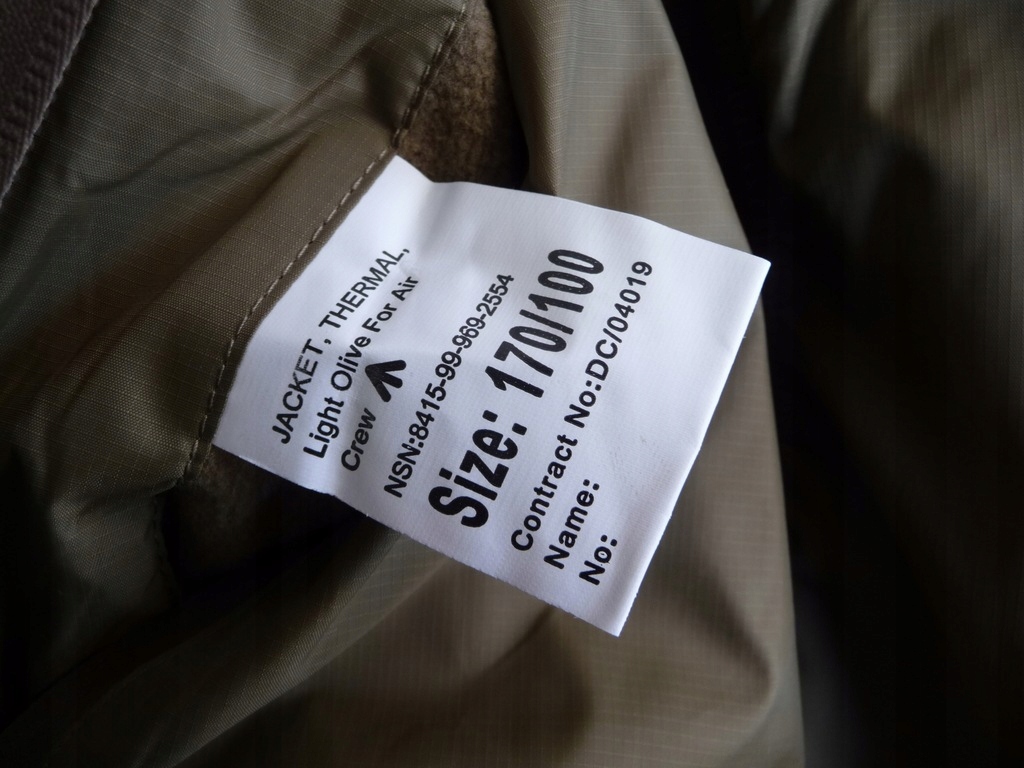 JACKET, THERMAL,
Light Olive For Air
Crew
NSN:8415-99-969-2554
Size: 170/100
Contract No:DC/04019
Name:
No: